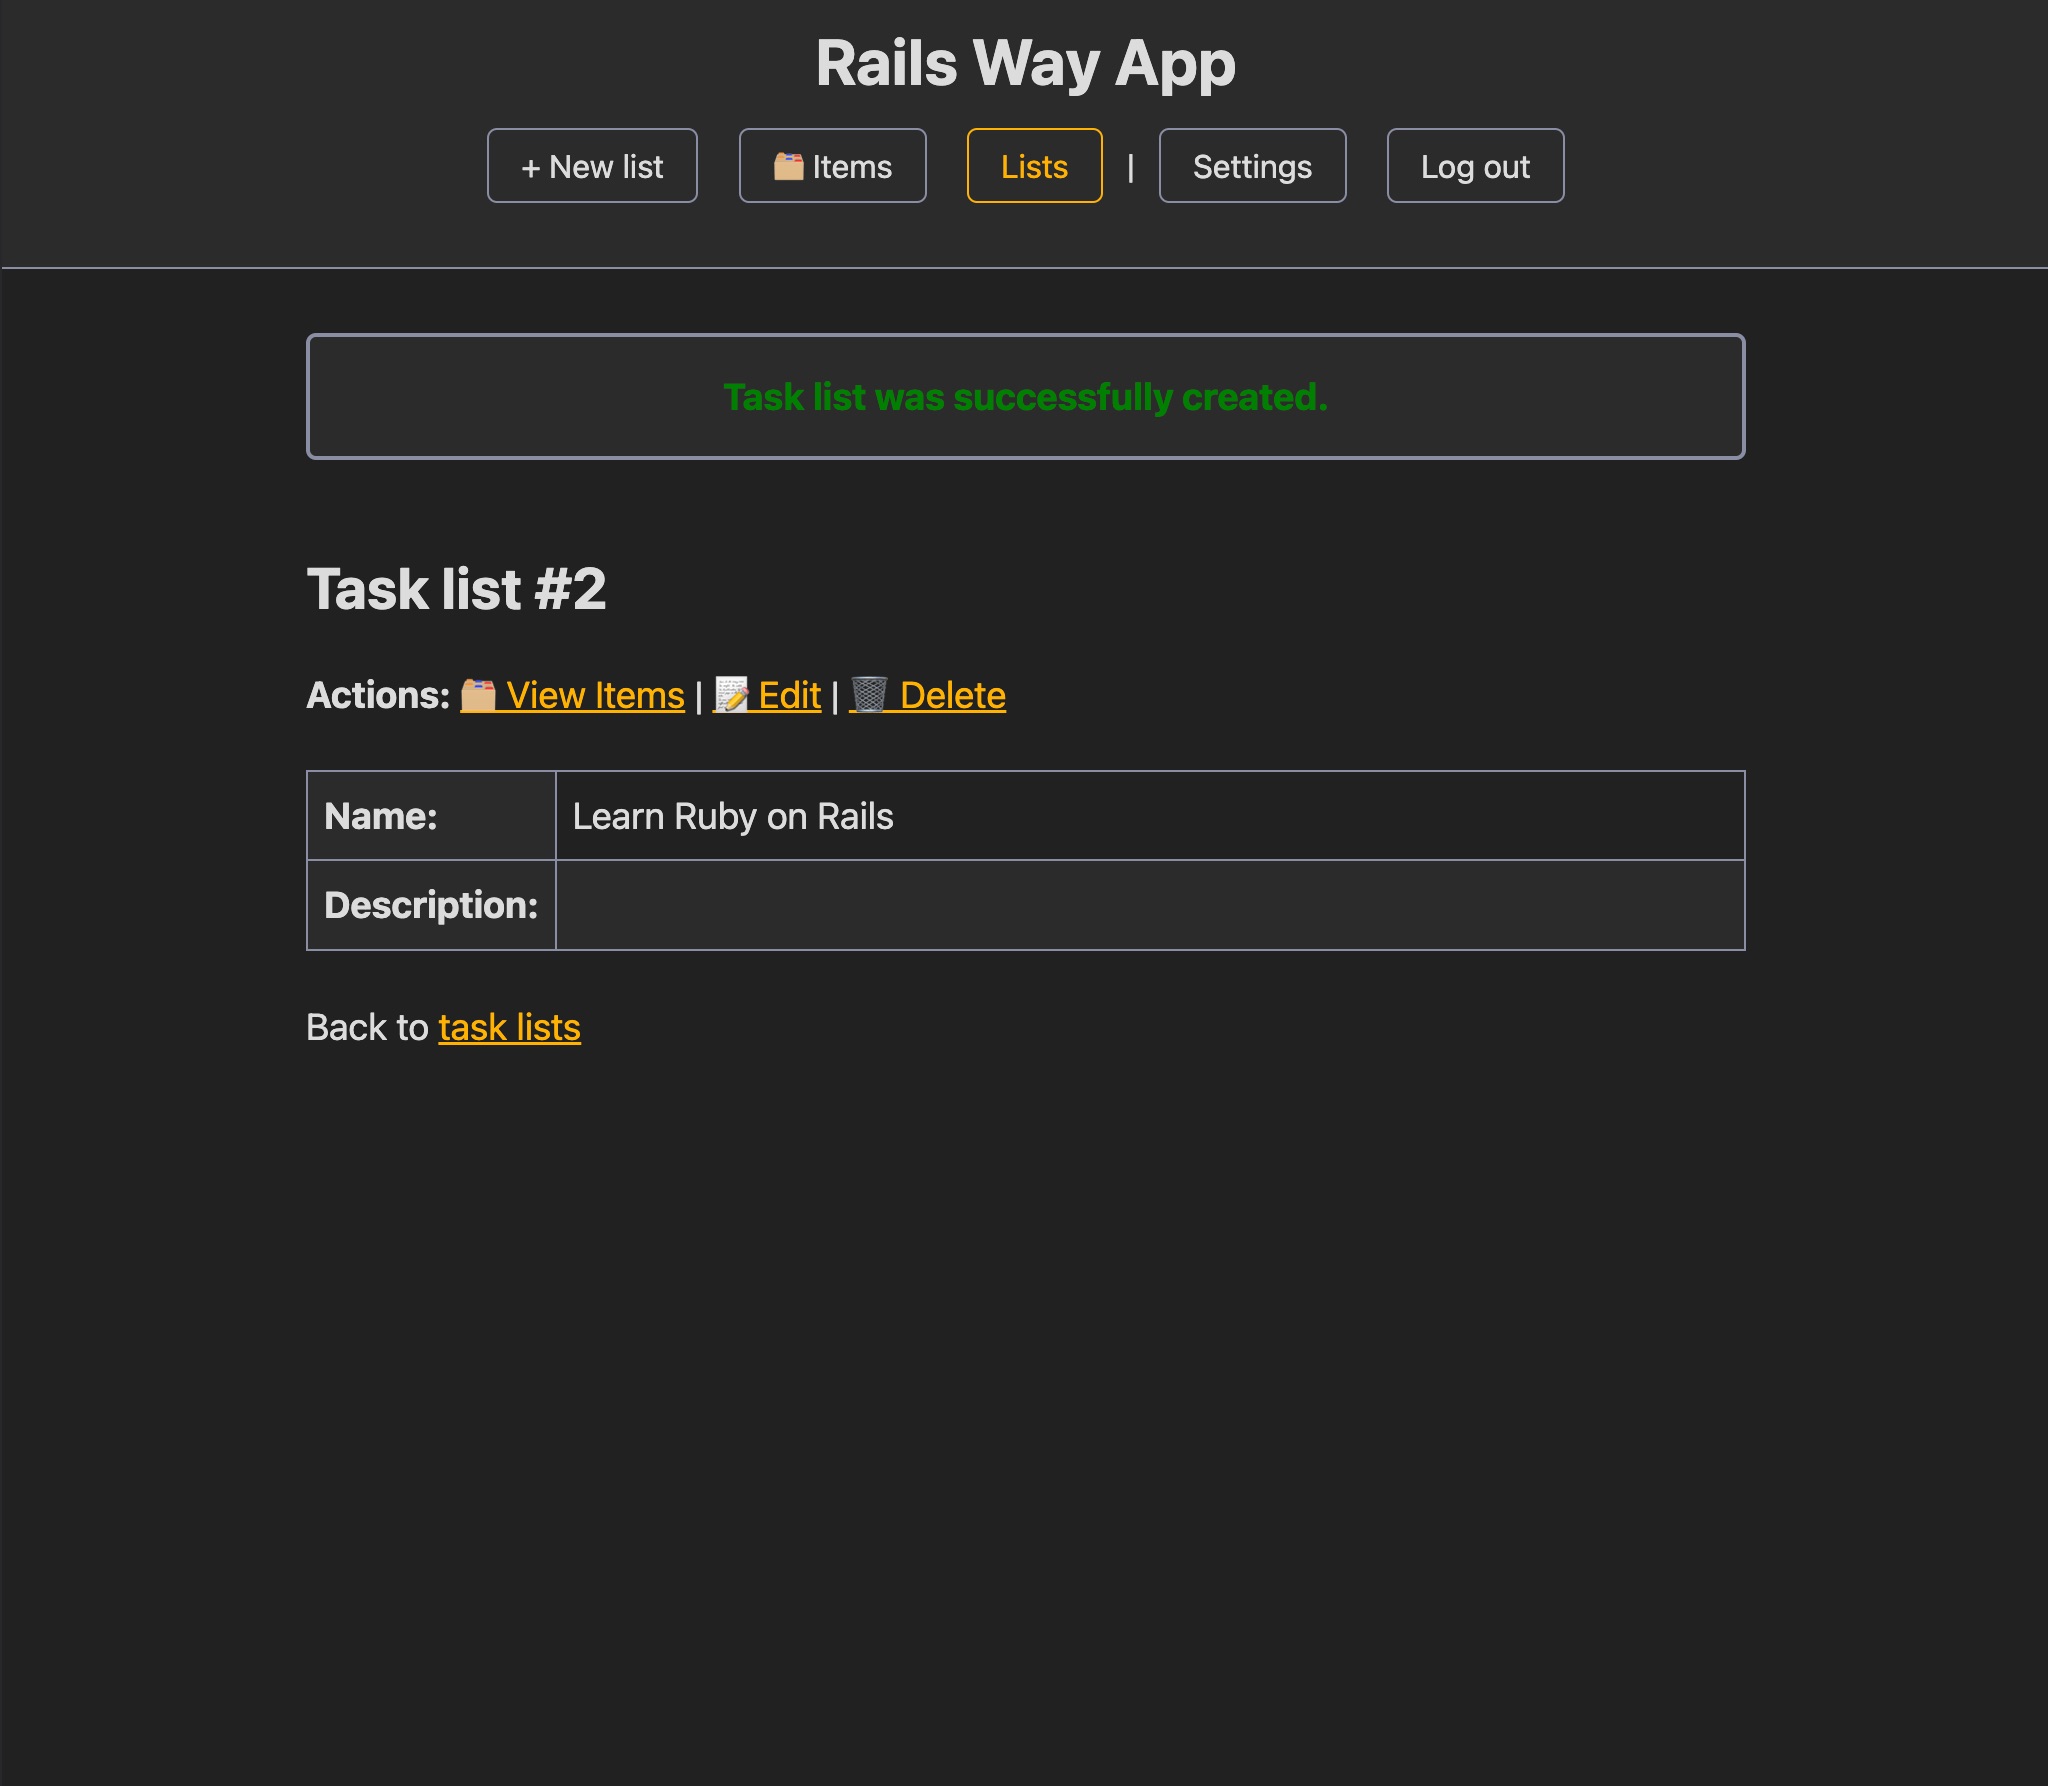 Rails Way App
+ New list 🗂️ Items Lists | Settings Log out
Task list was successfully created.
Task list #2
Actions: 🗂️ View Items | 📝 Edit | 🗑️ Delete
Name: Learn Ruby on Rails
Description:
Back to task lists